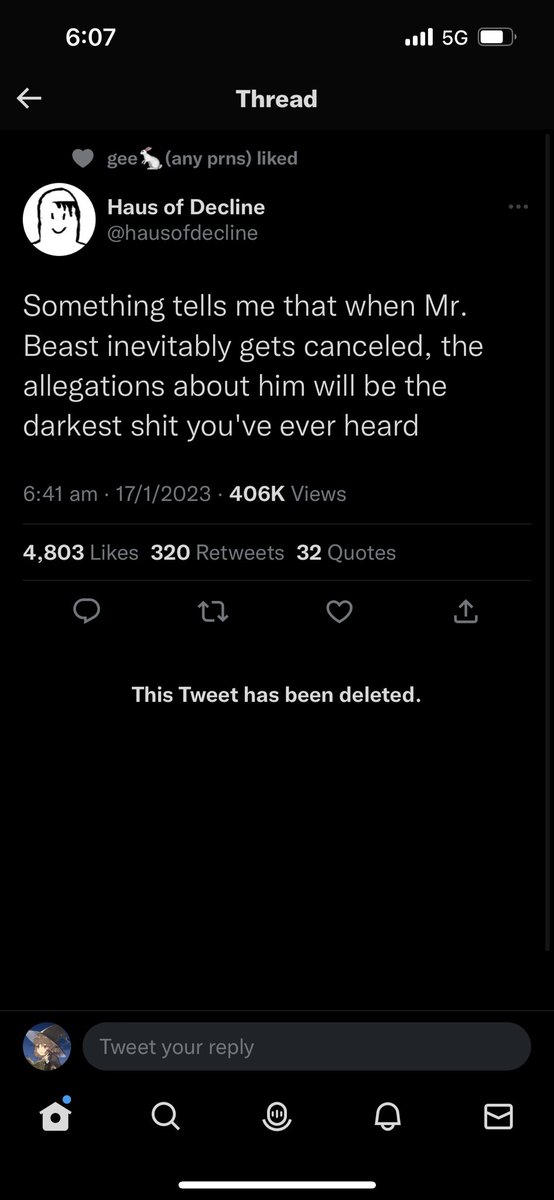 6:07
5G
Thread
gee🐇(any prns) liked
Haus of Decline
@hausofdecline
Something tells me that when Mr.
Beast inevitably gets canceled, the
allegations about him will be the
darkest shit you've ever heard
6:41 am · 17/1/2023 · 406K Views
4,803 Likes 320 Retweets 32 Quotes
This Tweet has been deleted.
Tweet your reply